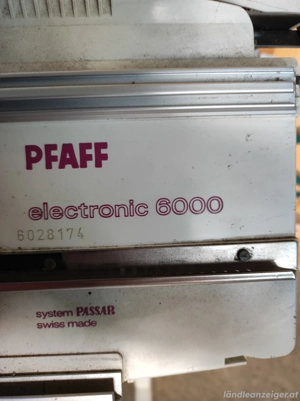 PFAFF
electronic 6000
6028174
system PASSAP
swiss made
ländleanzeiger.at